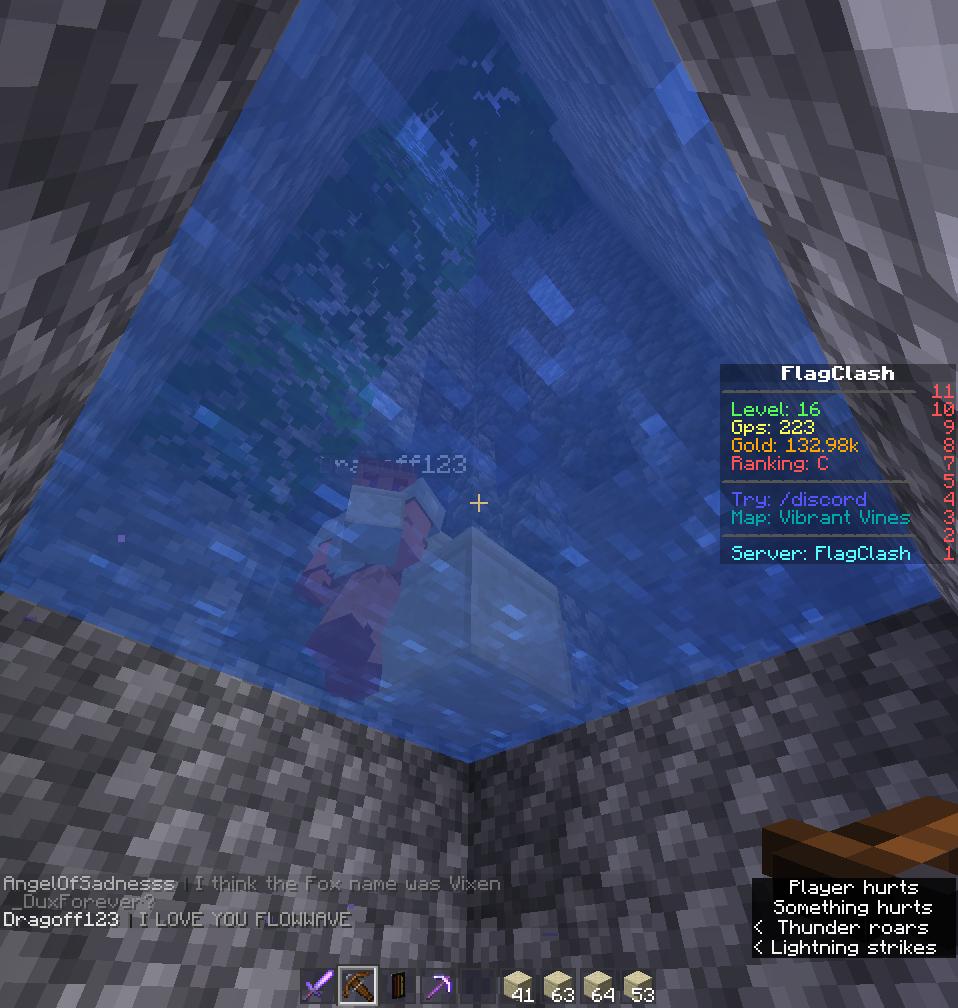 FlagClash
11
Level: 16 10
Gps: 223 9
Gold: 132.98k 8
Ranking: C 7
5
Try: /discord 4
Map: Vibrant Vines 3
2
Server: FlagClash 1
Dragoff123
AngelOfSadnesss | I think the Fox name was Vixen
_DuxForever?
Dragoff123 | I LOVE YOU FLOWWAVE
Player hurts
Something hurts
< Thunder roars
< Lightning strikes
41 63 64 53